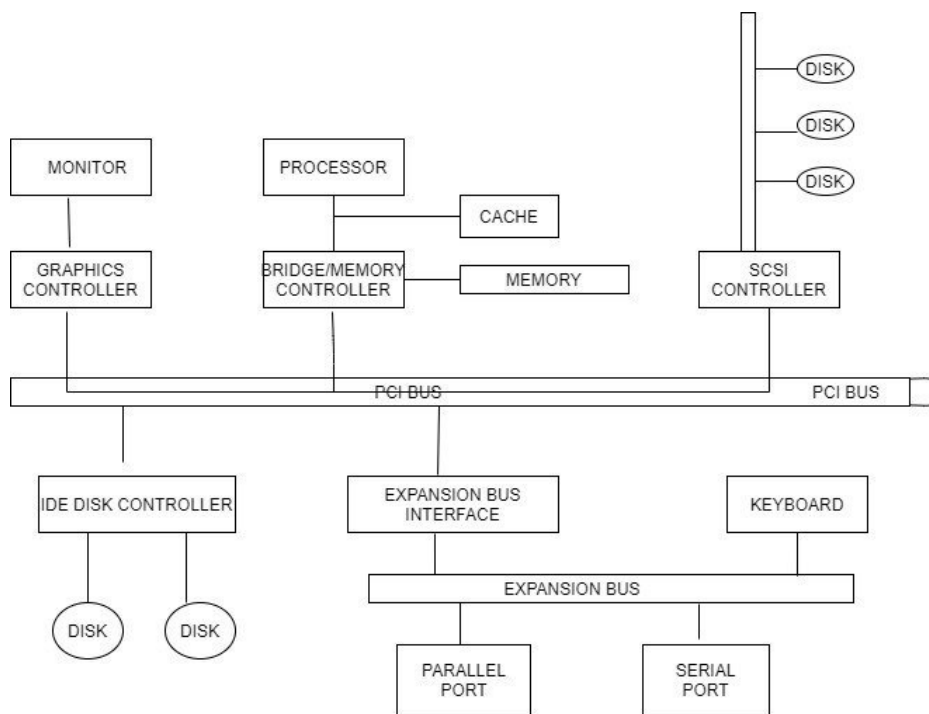 DISK
DISK
DISK
MONITOR
PROCESSOR
CACHE
GRAPHICS
CONTROLLER
BRIDGE/MEMORY
CONTROLLER
MEMORY
SCSI
CONTROLLER
PCI BUS
PCI BUS
IDE DISK CONTROLLER
EXPANSION BUS
INTERFACE
KEYBOARD
EXPANSION BUS
DISK
DISK
PARALLEL
PORT
SERIAL
PORT